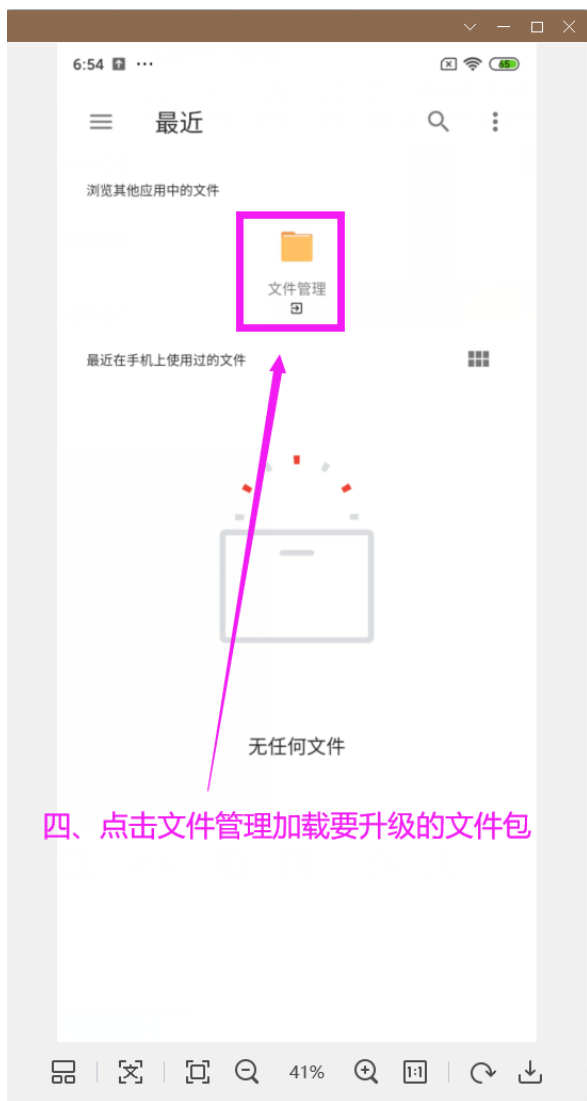 6:54
65
最近
浏览其他应用中的文件
文件管理
最近在手机上使用过的文件
无任何文件
四、点击文件管理加载要升级的文件包
文
41%
1:1